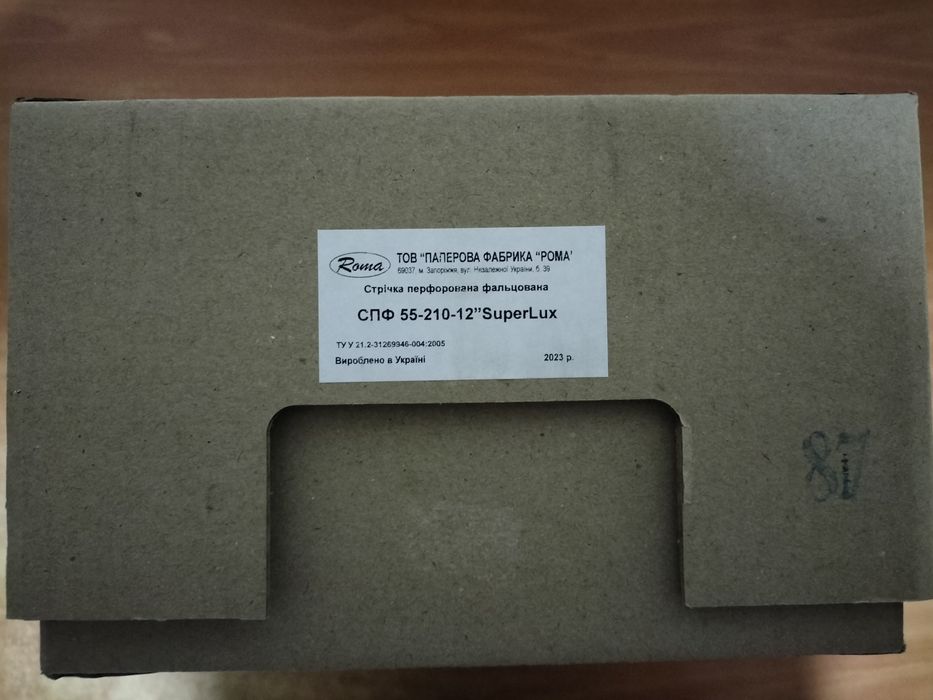 Roma
ТОВ “ПАПЕРОВА ФАБРИКА “РОМА”
69037, м. Запоріжжя, вул. Незалежної України, б. 39
Стрічка перфорована фальцована
СПФ 55-210-12”SuperLux
ТУ У 21.2-31269946-004:2005
Вироблено в Україні 2023 р.
87